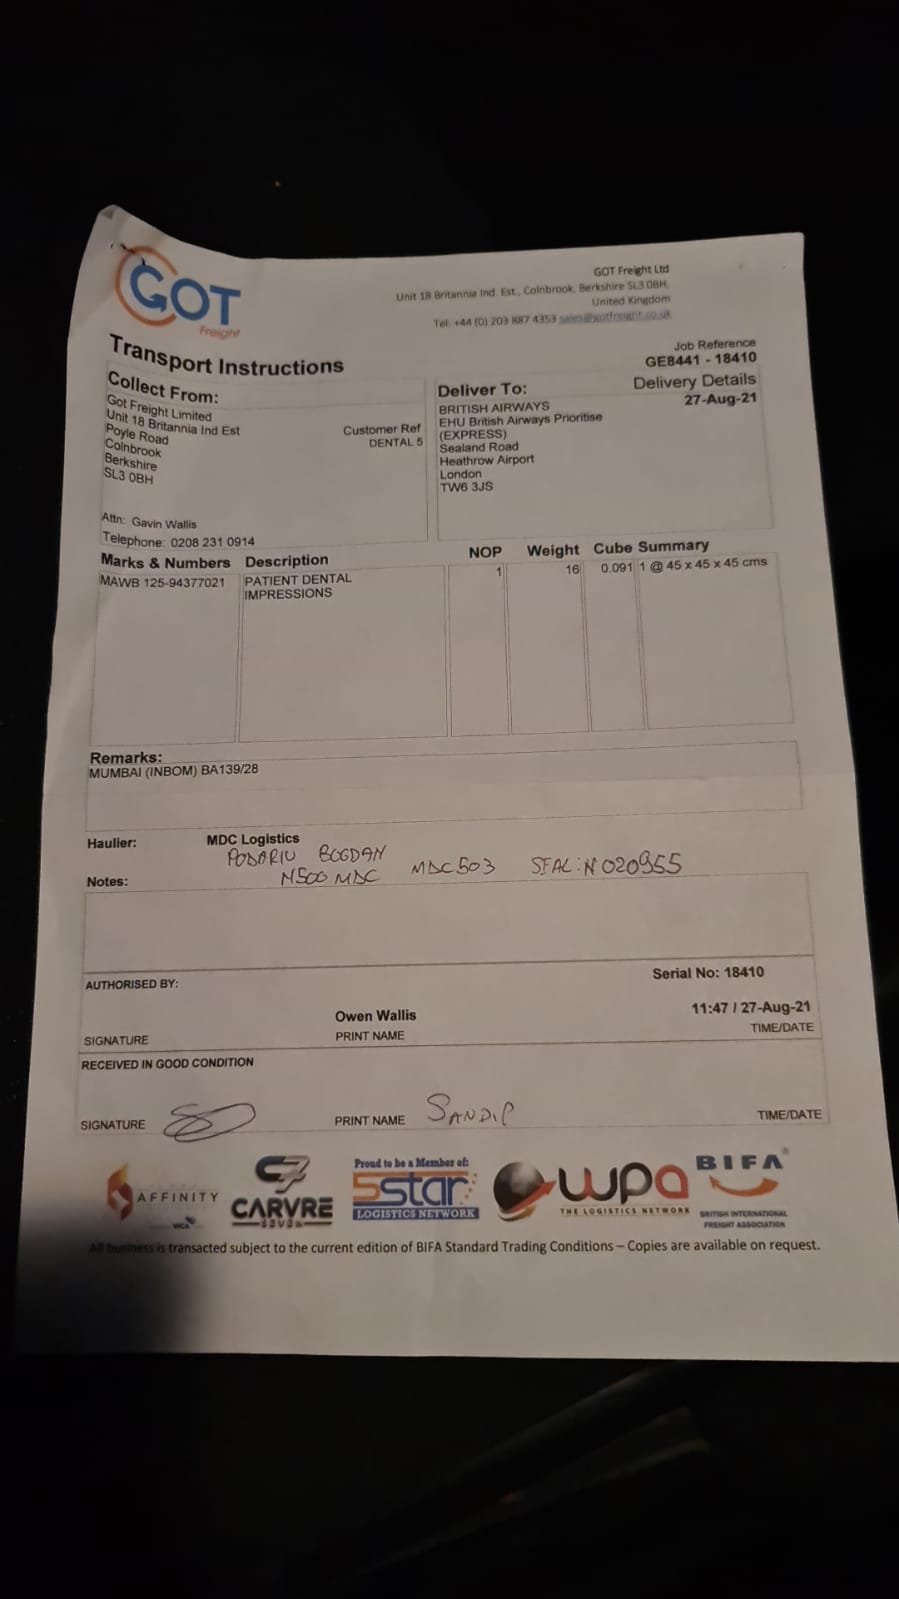 GOT
Freight
GOT Freight Ltd
Unit 18 Britannia Ind. Est., Colnbrook, Berkshire SL3 0BH,
United Kingdom
Tel: +44 (0) 203 887 4353 sales@gotfreight.co.uk
Transport Instructions
Job Reference
GE8441 - 18410
Collect From:
Got Freight Limited
Unit 18 Britannia Ind Est
Poyle Road
Colnbrook
Berkshire
SL3 0BH
Customer Ref
DENTAL 5
Attn: Gavin Wallis
Telephone: 0208 231 0914
Deliver To:
BRITISH AIRWAYS
EHU British Airways Prioritise
(EXPRESS)
Sealand Road
Heathrow Airport
London
TW6 3JS
Delivery Details
27-Aug-21
Marks & Numbers Description NOP Weight Cube Summary
MAWB 125-94377021 PATIENT DENTAL 1 16 0.091 1 @ 45 x 45 x 45 cms
IMPRESSIONS
Remarks:
MUMBAI (INBOM) BA139/28
Haulier: MDC Logistics
PODARIU BOGDAN
Notes: N500 MDC MDC503 SEAL:N020955
AUTHORISED BY:
Serial No: 18410
Owen Wallis 11:47 / 27-Aug-21
SIGNATURE PRINT NAME TIME/DATE
RECEIVED IN GOOD CONDITION
SIGNATURE PRINT NAME SANDIP TIME/DATE
AFFINITY
WCA
C7
CARVRE
SEVEN
Proud to be a Member of:
5star
LOGISTICS NETWORK
wpa
THE LOGISTICS NETWORK
BIFA
BRITISH INTERNATIONAL
FREIGHT ASSOCIATION
All business is transacted subject to the current edition of BIFA Standard Trading Conditions – Copies are available on request.